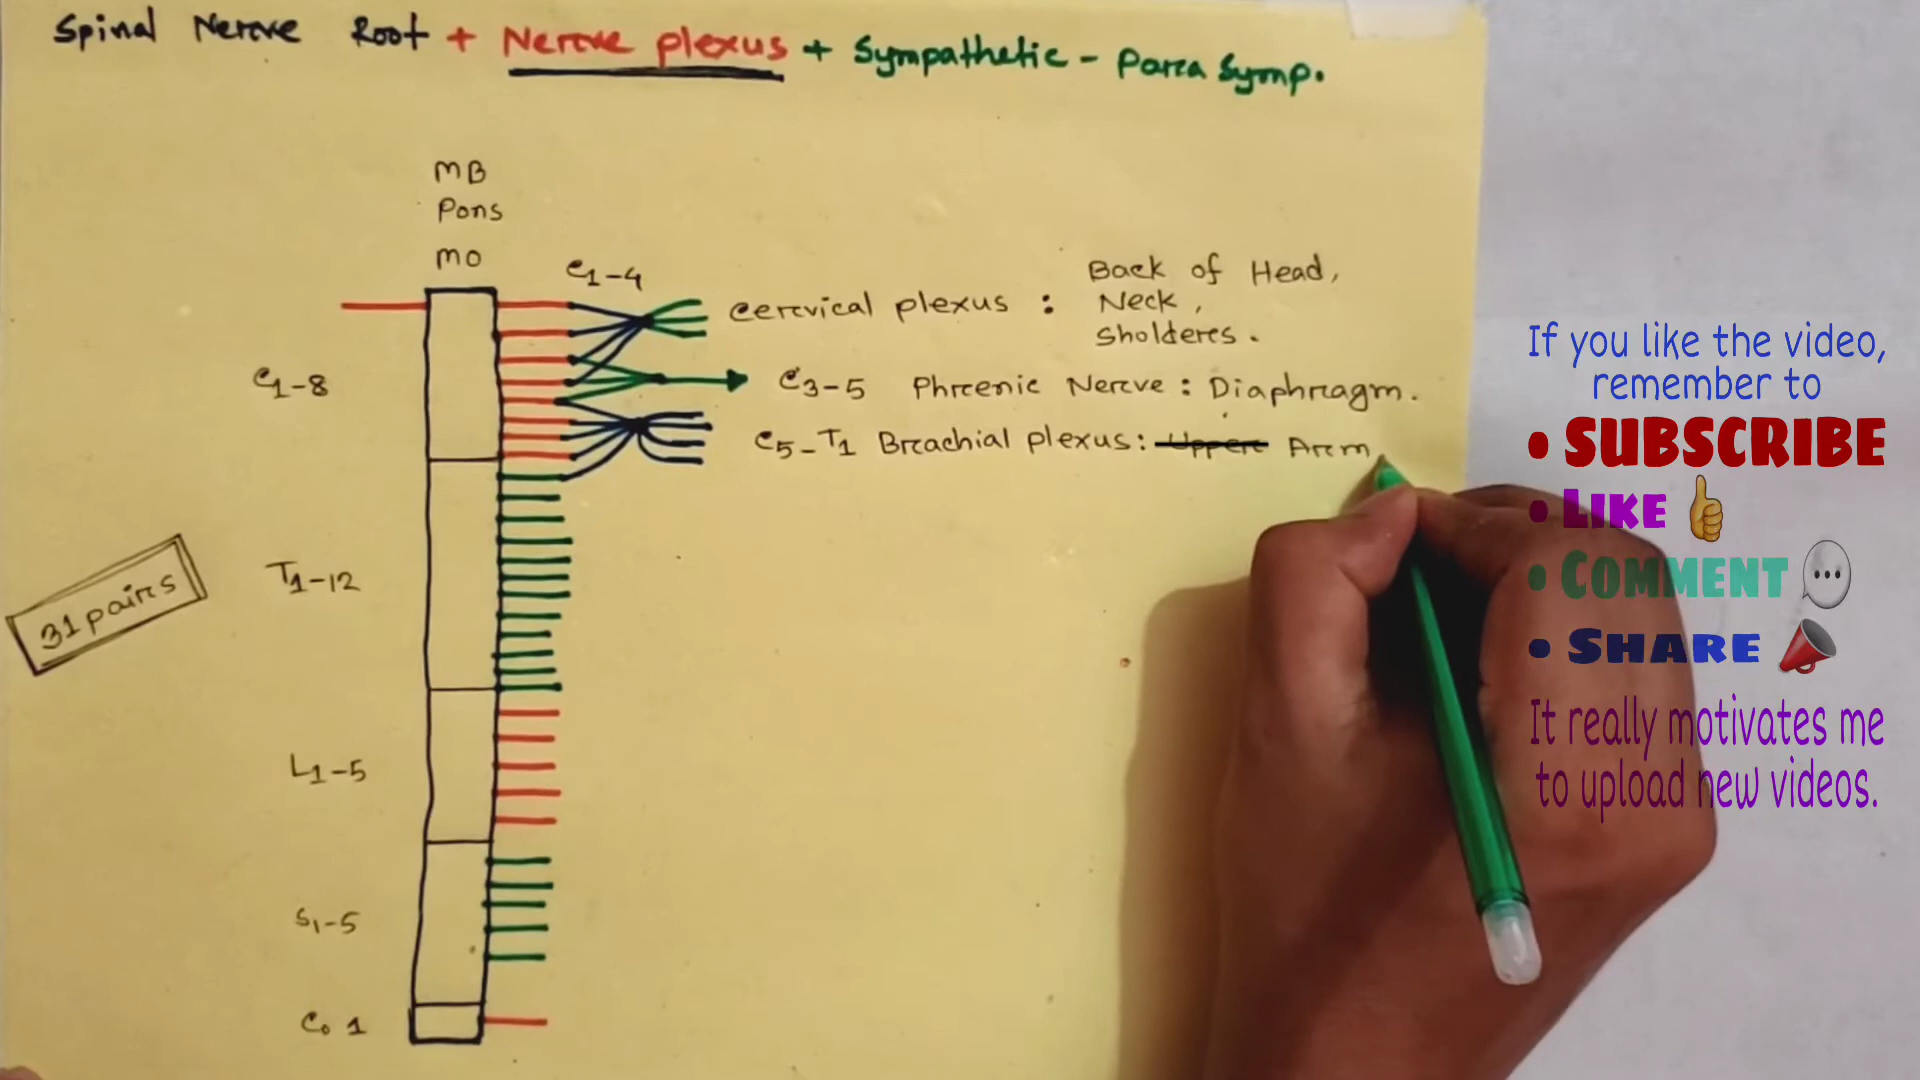 Spinal Nerve Root + Nerve plexus + Sympathetic - Para Symp.
MB
Pons
MO
C1-4
Cervical plexus : Back of Head,
Neck,
Sholders.
C1-8
C3-5 Phrenic Nerve : Diaphragm.
C5-T1 Brachial plexus: Upper Arm
31 pairs
T1-12
L1-5
S1-5
Co 1
If you like the video,
remember to
• SUBSCRIBE
• LIKE 👍
• COMMENT 💬
• SHARE 📣
It really motivates me
to upload new videos.